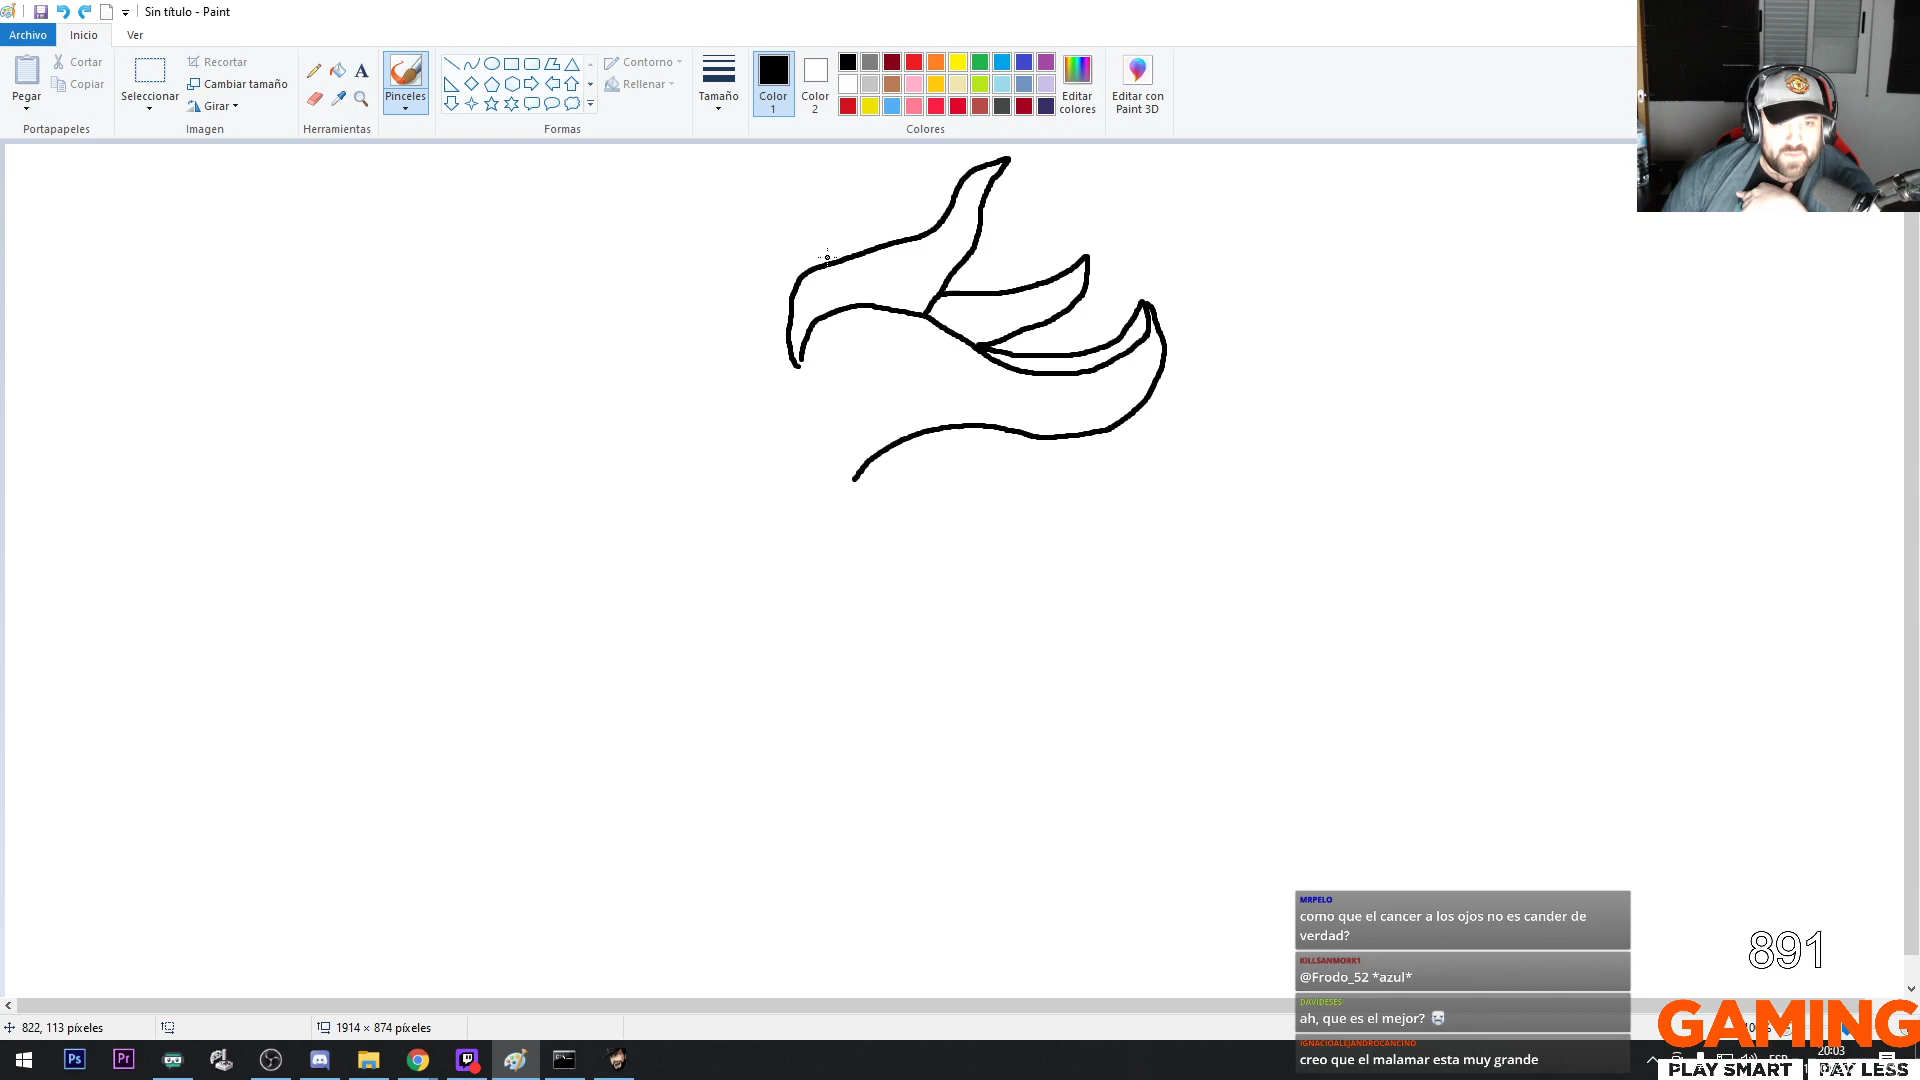 Sin título - Paint
Archivo Inicio Ver
Pegar
Cortar
Copiar
Portapapeles
Seleccionar
Recortar
Cambiar tamaño
Girar
Imagen
A
Herramientas
Pinceles
Formas
Contorno
Rellenar
Tamaño
Color 1
Color 2
Colores
Editar colores
Editar con Paint 3D
MRPELO
como que el cancer a los ojos no es cander de
verdad?
KILLSANMORK1
@Frodo_52 *azul*
DAVIDESES
ah, que es el mejor?
IGNACIOALEJANDROCANCINO
creo que el malamar esta muy grande
891
GAMING
PLAY SMART | PAY LESS
822, 113 píxeles
1914 × 874 píxeles
Ps
Pr
20:03